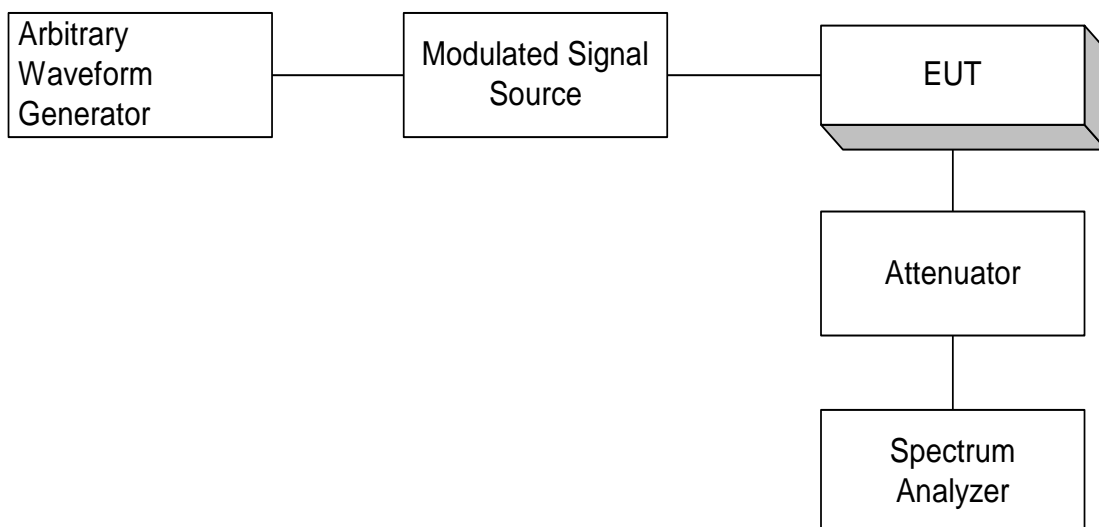 Arbitrary
Waveform
Generator
Modulated Signal
Source
EUT
Attenuator
Spectrum
Analyzer